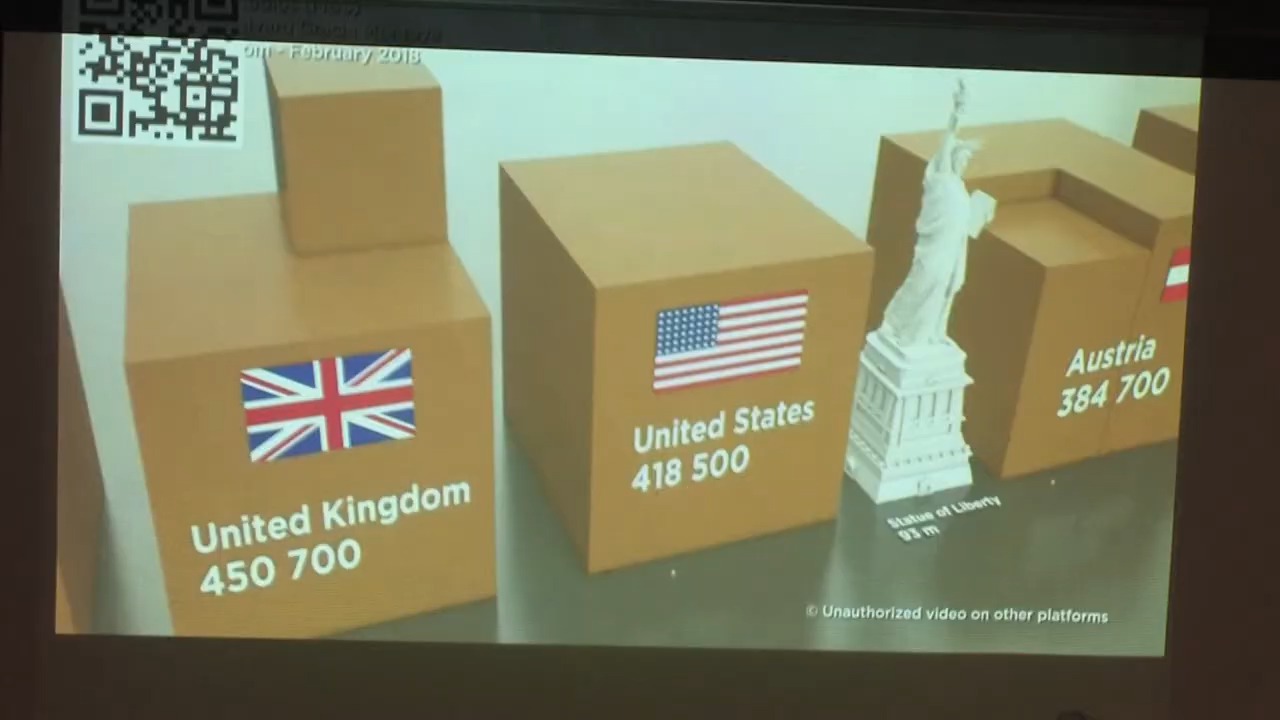 om - February 2018
United Kingdom
450 700
United States
418 500
Austria
384 700
Statue of Liberty
93 m
© Unauthorized video on other platforms